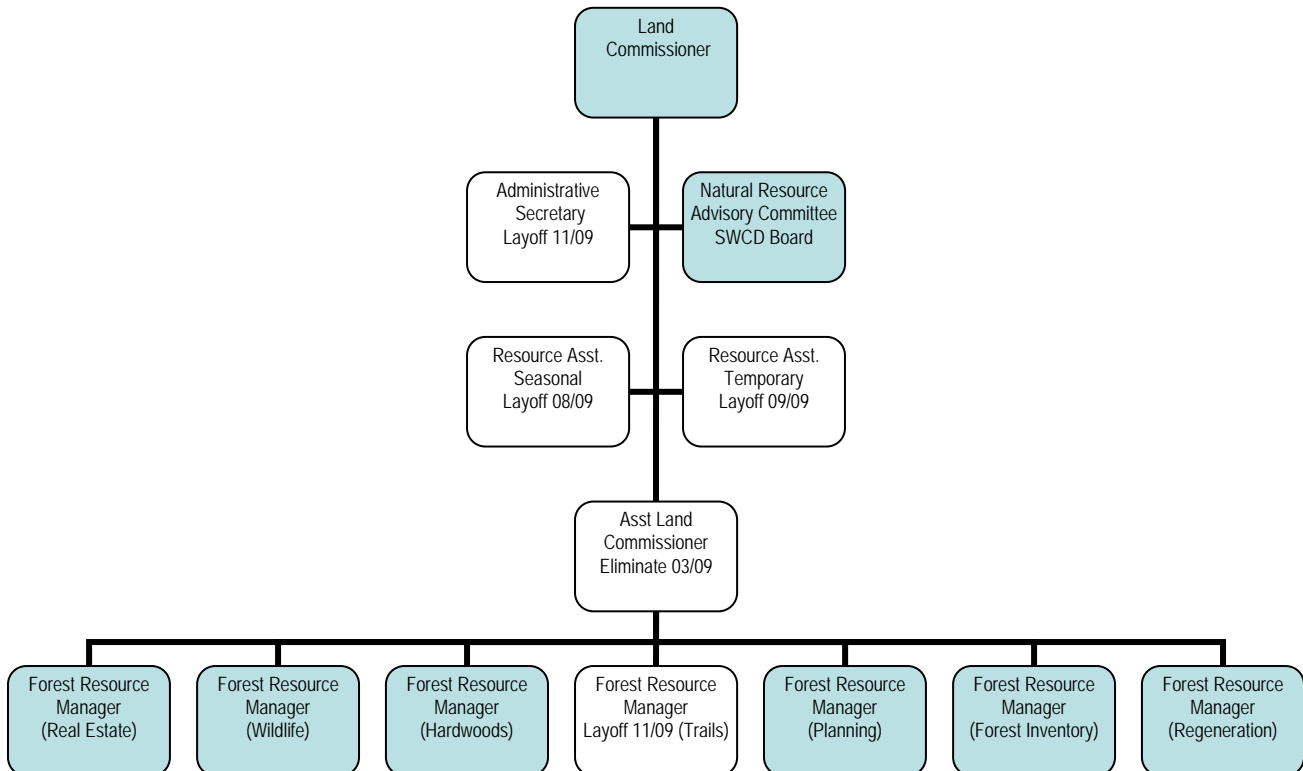 Land
Commissioner
Administrative
Secretary
Layoff 11/09
Natural Resource
Advisory Committee
SWCD Board
Resource Asst.
Seasonal
Layoff 08/09
Resource Asst.
Temporary
Layoff 09/09
Asst Land
Commissioner
Eliminate 03/09
Forest Resource
Manager
(Real Estate)
Forest Resource
Manager
(Wildlife)
Forest Resource
Manager
(Hardwoods)
Forest Resource
Manager
Layoff 11/09 (Trails)
Forest Resource
Manager
(Planning)
Forest Resource
Manager
(Forest Inventory)
Forest Resource
Manager
(Regeneration)